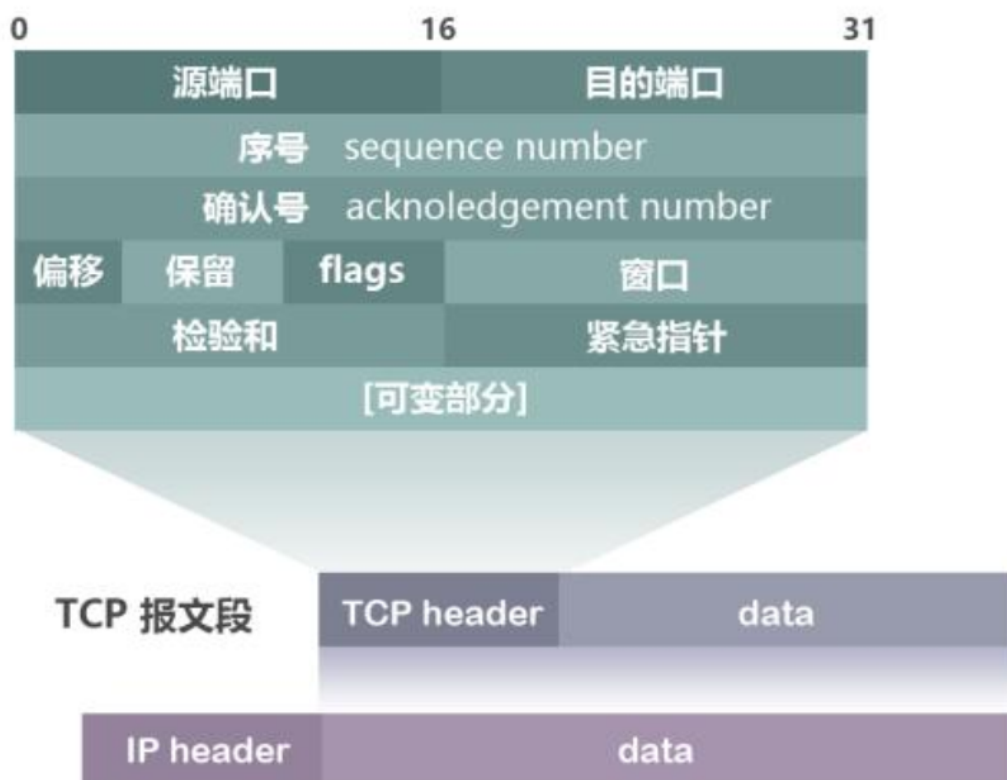 0 16 31
源端口 目的端口
序号 sequence number
确认号 acknoledgement number
偏移 保留 flags 窗口
检验和 紧急指针
[可变部分]
TCP 报文段 TCP header data
IP header data